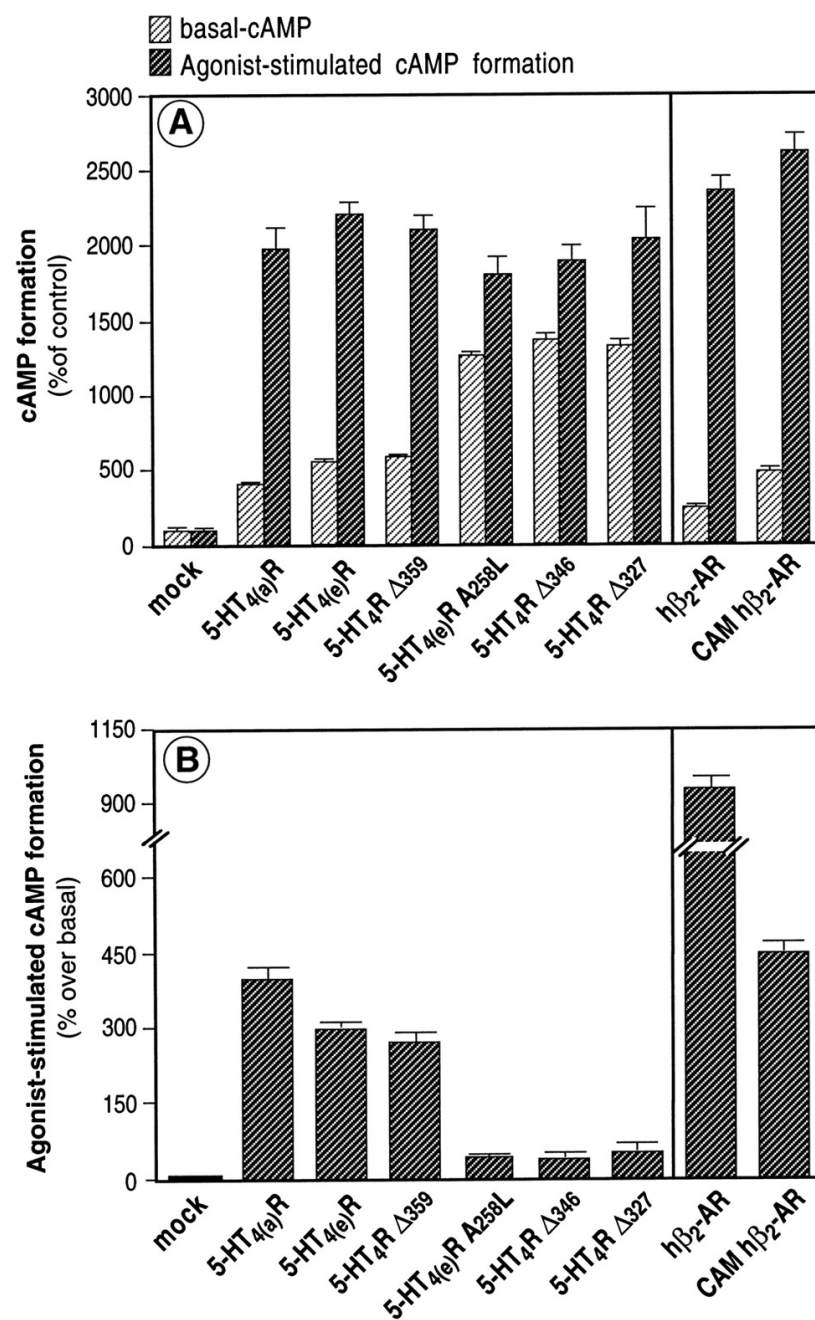 basal-cAMP
Agonist-stimulated cAMP formation
A
cAMP formation
(%of control)
3000
2500
2000
1500
1000
500
0
mock
5-HT4(a)R
5-HT4(e)R
5-HT4R Δ359
5-HT4(e)R A258L
5-HT4R Δ346
5-HT4R Δ327
hβ2-AR
CAM hβ2-AR
B
Agonist-stimulated cAMP formation
(% over basal)
1150
900
600
450
300
150
0
mock
5-HT4(a)R
5-HT4(e)R
5-HT4R Δ359
5-HT4(e)R A258L
5-HT4R Δ346
5-HT4R Δ327
hβ2-AR
CAM hβ2-AR